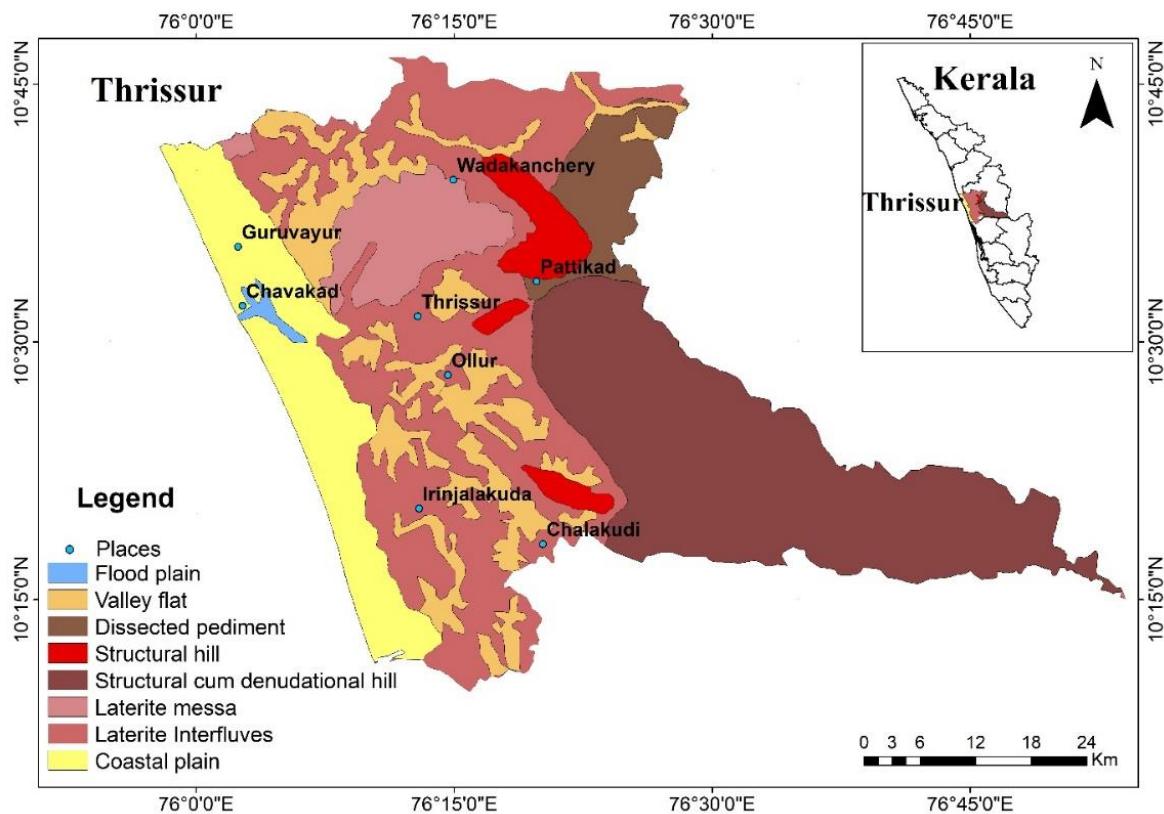 76°0'0"E 76°15'0"E 76°30'0"E 76°45'0"E
10°45'0"N
10°45'0"N
Thrissur
Kerala
N
Thrissur
Wadakanchery
Guruvayur
Pattikad
Chavakad
Thrissur
10°30'0"N
10°30'0"N
Ollur
Irinjalakuda
Chalakudi
Legend
Places
Flood plain
Valley flat
Dissected pediment
Structural hill
Structural cum denudational hill
Laterite messa
Laterite Interfluves
Coastal plain
10°15'0"N
10°15'0"N
0 3 6 12 18 24
Km
76°0'0"E 76°15'0"E 76°30'0"E 76°45'0"E